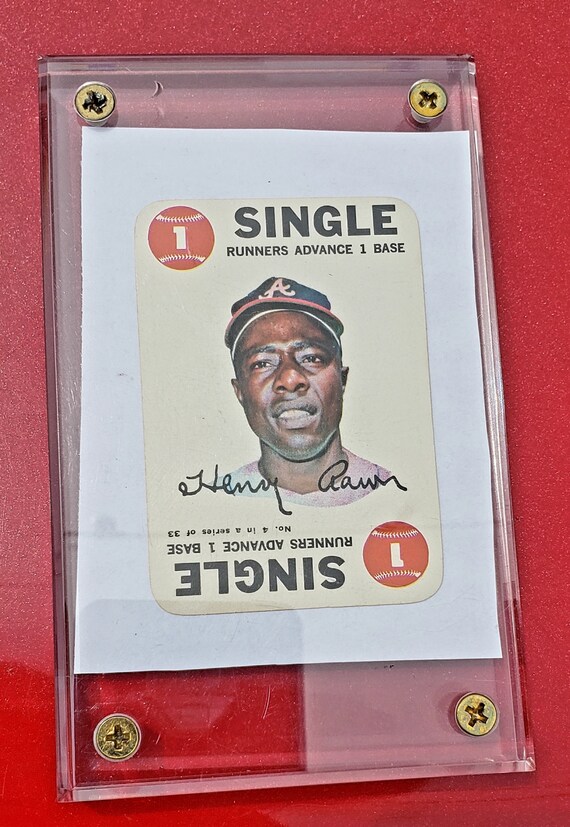 1 SINGLE
RUNNERS ADVANCE 1 BASE
A
Henry Aaron
No. 4 in a series of 33
RUNNERS ADVANCE 1 BASE
SINGLE 1